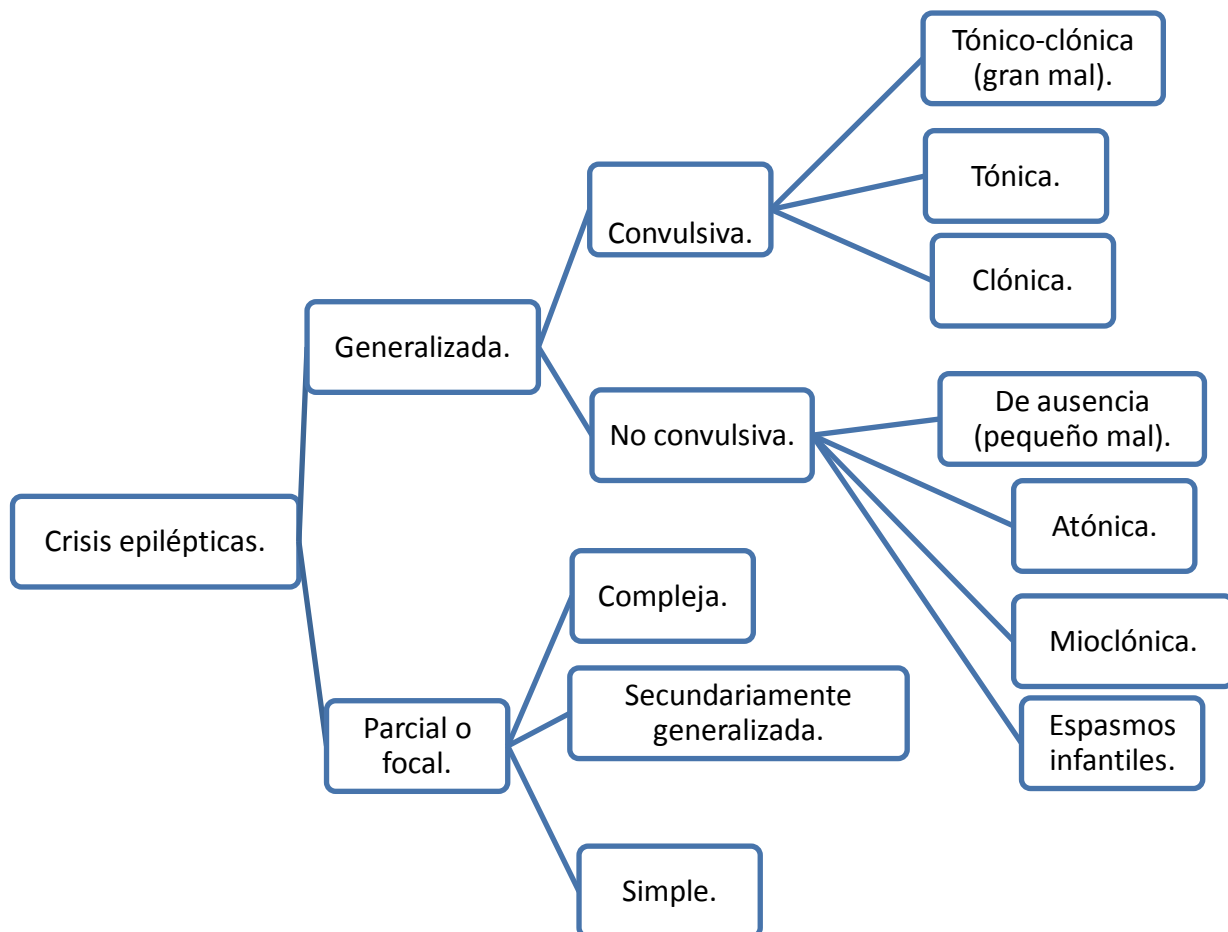 Tónico-clónica
(gran mal).
Tónica.
Convulsiva.
Clónica.
Generalizada.
De ausencia
(pequeño mal).
No convulsiva.
Atónica.
Crisis epilépticas.
Compleja.
Mioclónica.
Secundariamente
generalizada.
Espasmos
infantiles.
Parcial o
focal.
Simple.